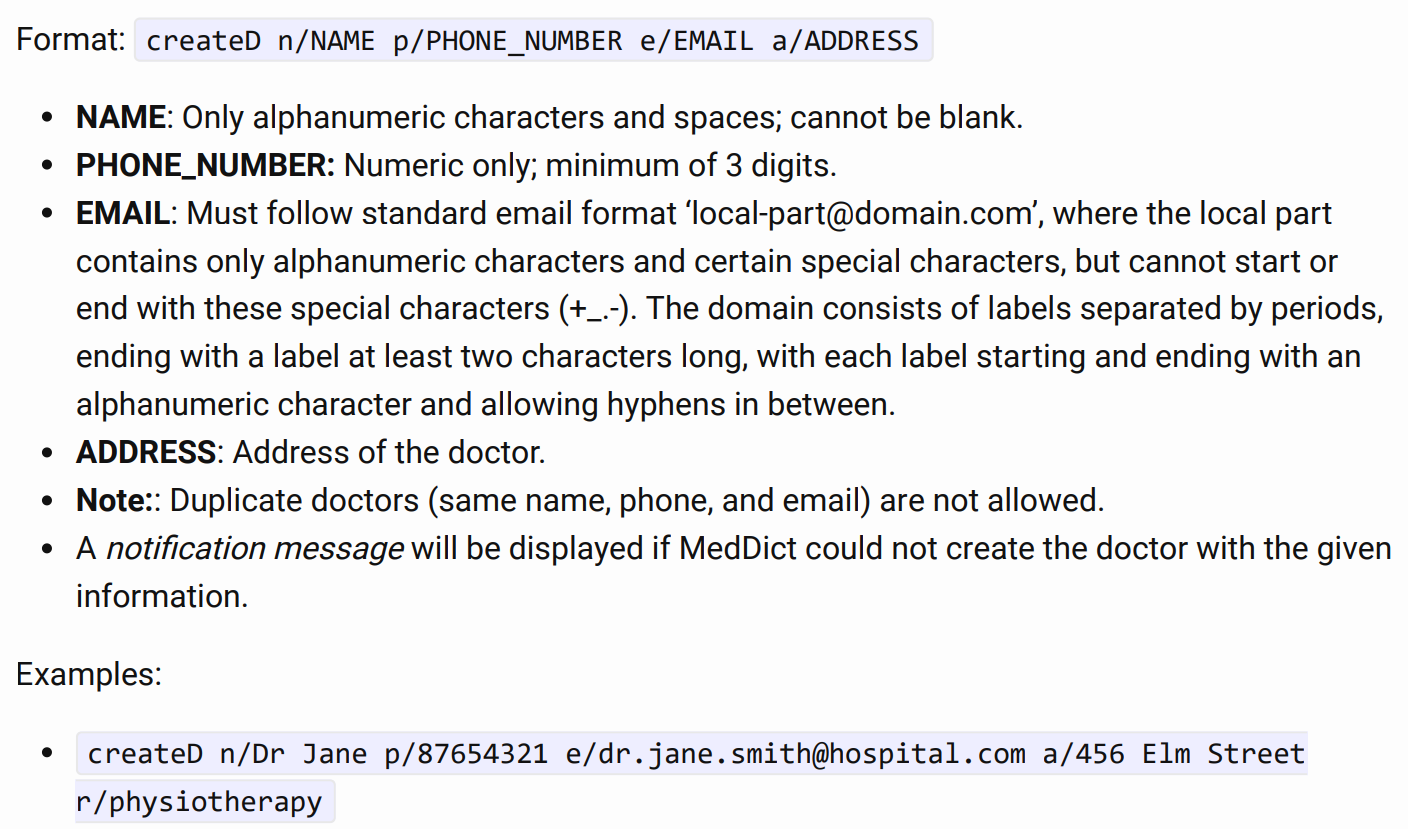 Format: createD n/NAME p/PHONE_NUMBER e/EMAIL a/ADDRESS
• NAME: Only alphanumeric characters and spaces; cannot be blank.
• PHONE_NUMBER: Numeric only; minimum of 3 digits.
• EMAIL: Must follow standard email format ‘local-part@domain.com’, where the local part
contains only alphanumeric characters and certain special characters, but cannot start or
end with these special characters (+_.-). The domain consists of labels separated by periods,
ending with a label at least two characters long, with each label starting and ending with an
alphanumeric character and allowing hyphens in between.
• ADDRESS: Address of the doctor.
• Note:: Duplicate doctors (same name, phone, and email) are not allowed.
• A notification message will be displayed if MedDict could not create the doctor with the given
information.
Examples:
• createD n/Dr Jane p/87654321 e/dr.jane.smith@hospital.com a/456 Elm Street
r/physiotherapy